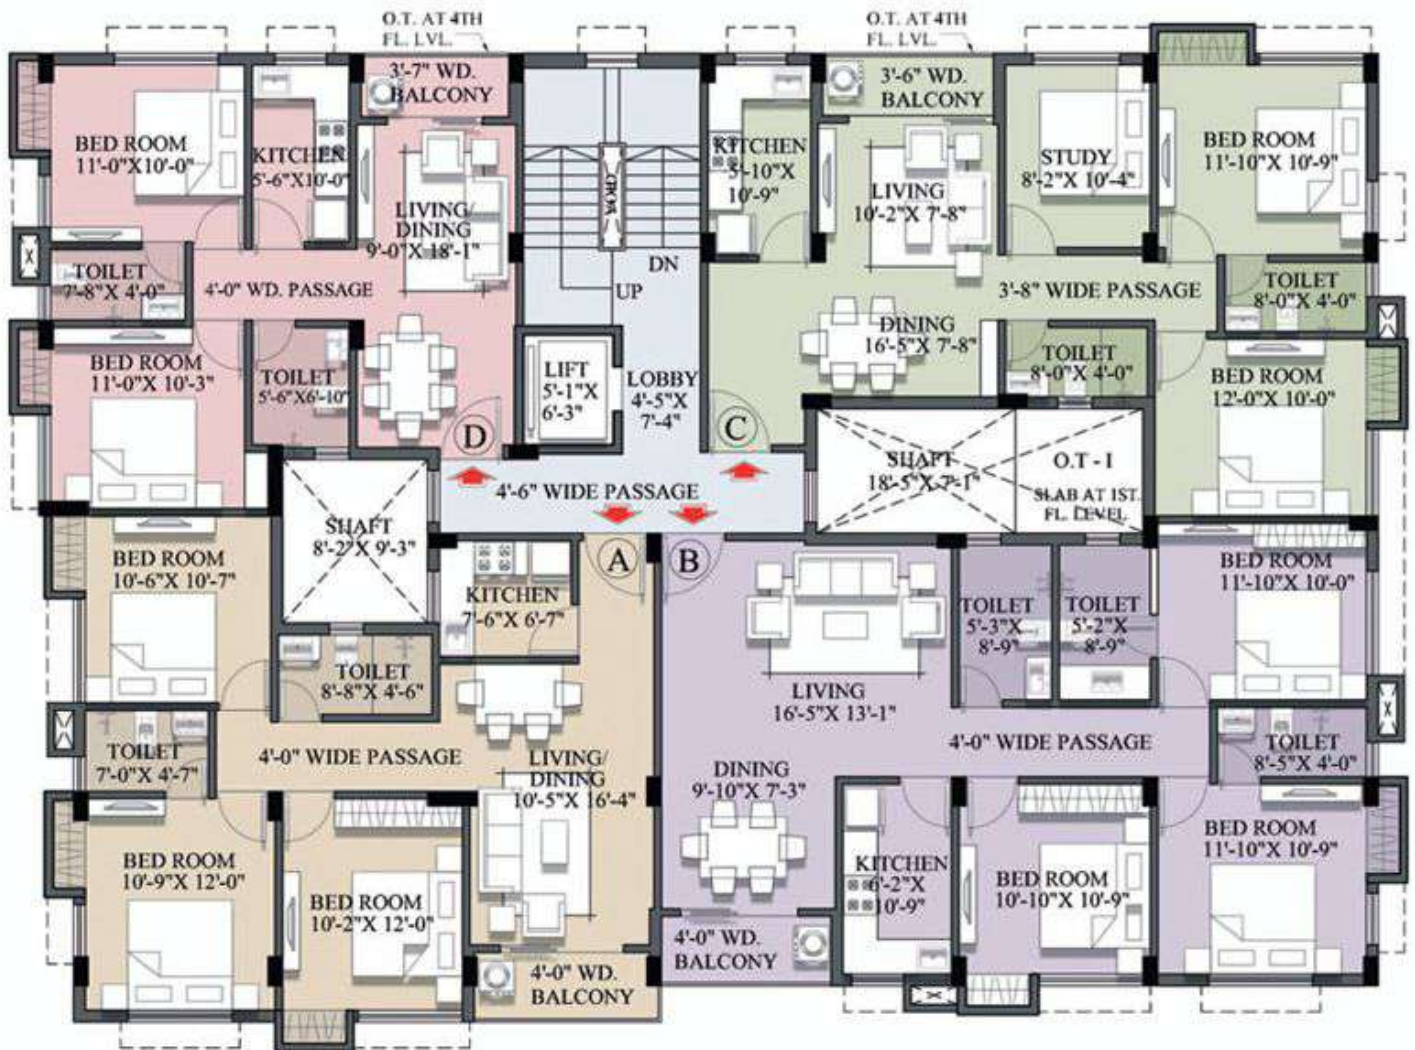 O.T. AT 4TH
FL. LVL.
O.T. AT 4TH
FL. LVL.
BED ROOM
11'-0"X10'-0"
KITCHEN
5'-6"X10'-0"
3'-7" WD.
BALCONY
LIVING/
DINING
9'-0"X 18'-1"
TOILET
7'-8"X 4'-0"
4'-0" WD. PASSAGE
BED ROOM
11'-0"X 10'-3"
TOILET
5'-6"X6'-10"
D
DN
UP
LIFT
5'-1"X
6'-3"
LOBBY
4'-5"X
7'-4"
KITCHEN
5'-10"X
10'-9"
3'-6" WD.
BALCONY
LIVING
10'-2"X 7'-8"
STUDY
8'-2"X 10'-4"
BED ROOM
11'-10"X 10'-9"
3'-8" WIDE PASSAGE
TOILET
8'-0"X 4'-0"
DINING
16'-5"X 7'-8"
TOILET
8'-0"X 4'-0"
BED ROOM
12'-0"X 10'-0"
C
SHAFT
18'-5"X 7'-1"
O.T - I
SLAB AT 1ST.
FL. LEVEL
4'-6" WIDE PASSAGE
SHAFT
8'-2"X 9'-3"
BED ROOM
10'-6"X 10'-7"
KITCHEN
7'-6"X 6'-7"
A
B
TOILET
8'-8"X 4'-6"
TOILET
7'-0"X 4'-7"
4'-0" WIDE PASSAGE
LIVING/
DINING
10'-5"X 16'-4"
BED ROOM
10'-9"X 12'-0"
BED ROOM
10'-2"X 12'-0"
4'-0" WD.
BALCONY
LIVING
16'-5"X 13'-1"
TOILET
5'-3"X
8'-9"
TOILET
5'-2"X
8'-9"
BED ROOM
11'-10"X 10'-0"
4'-0" WIDE PASSAGE
TOILET
8'-5"X 4'-0"
DINING
9'-10"X 7'-3"
KITCHEN
6'-2"X
10'-9"
BED ROOM
10'-10"X 10'-9"
BED ROOM
11'-10"X 10'-9"
4'-0" WD.
BALCONY